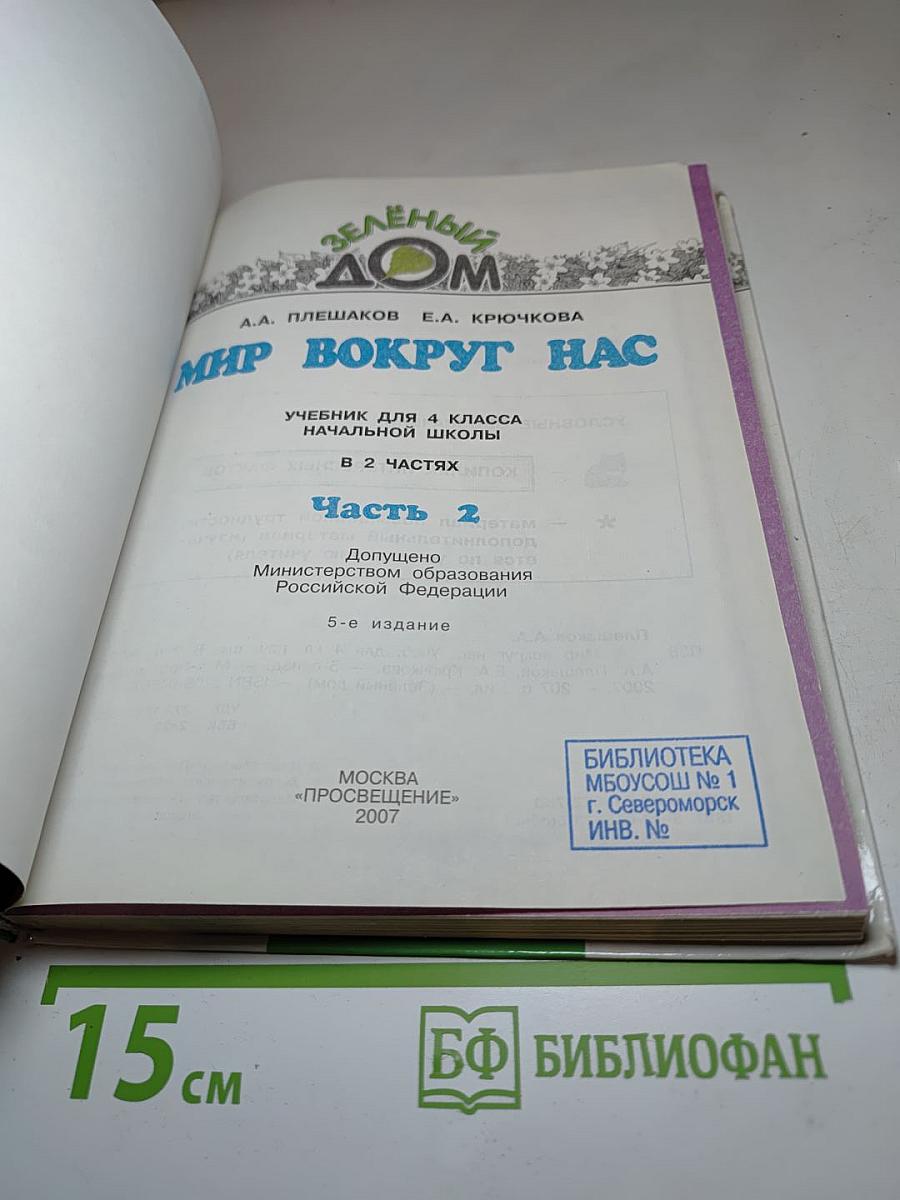 ЗЕЛЁНЫЙ
ДОМ
А.А. ПЛЕШАКОВ Е.А. КРЮЧКОВА
МИР ВОКРУГ НАС
УЧЕБНИК ДЛЯ 4 КЛАССА
НАЧАЛЬНОЙ ШКОЛЫ
В 2 ЧАСТЯХ
Часть 2
Допущено
Министерством образования
Российской Федерации
5-е издание
МОСКВА
«ПРОСВЕЩЕНИЕ»
2007
БИБЛИОТЕКА
МБОУСОШ № 1
г. Североморск
ИНВ. №
15 см
БФ БИБЛИОФАН